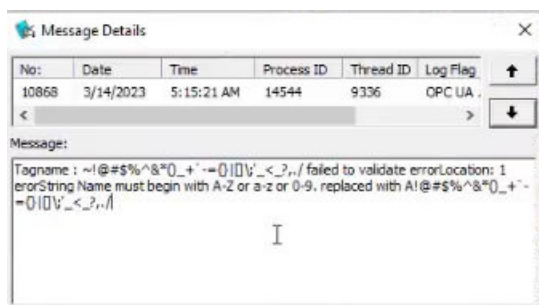 Message Details
No: Date Time Process ID Thread ID Log Flag
10868 3/14/2023 5:15:21 AM 14544 9336 OPC UA .
Message:
Tagname : ~!@#$%^&*()_+`-={}|[]\;'_<_?,./ failed to validate errorLocation: 1
erorString Name must begin with A-Z or a-z or 0-9. replaced with A!@#$%^&*()_+`-
={}|[]\;'_<_?,./